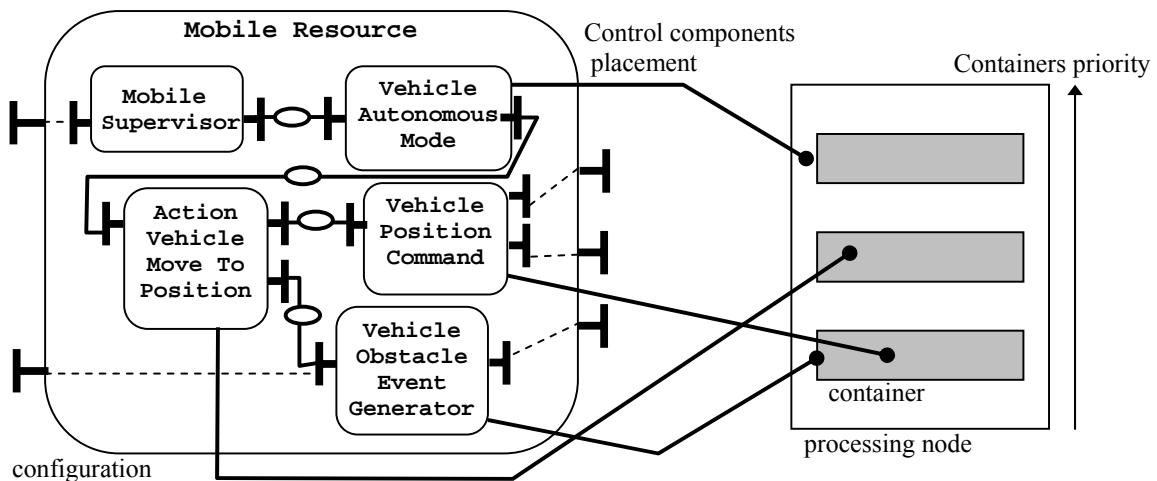 Mobile Resource
Control components
placement
Containers priority
Mobile
Supervisor
Vehicle
Autonomous
Mode
Action
Vehicle
Move To
Position
Vehicle
Position
Command
Vehicle
Obstacle
Event
Generator
container
processing node
configuration